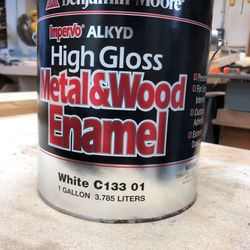 Benjamin Moore
Impervo ALKYD
High Gloss
Metal&Wood
Enamel
White C133 01
1 GALLON 3.785 LITERS